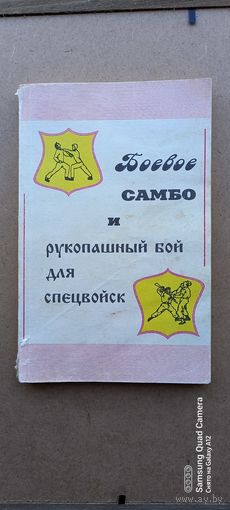 Боевое
САМБО
и
РУКОПАШНЫЙ БОЙ
ДЛЯ
СПЕЦВОЙСК
Samsung Quad Camera
Снято на Galaxy A12
www.ay.by